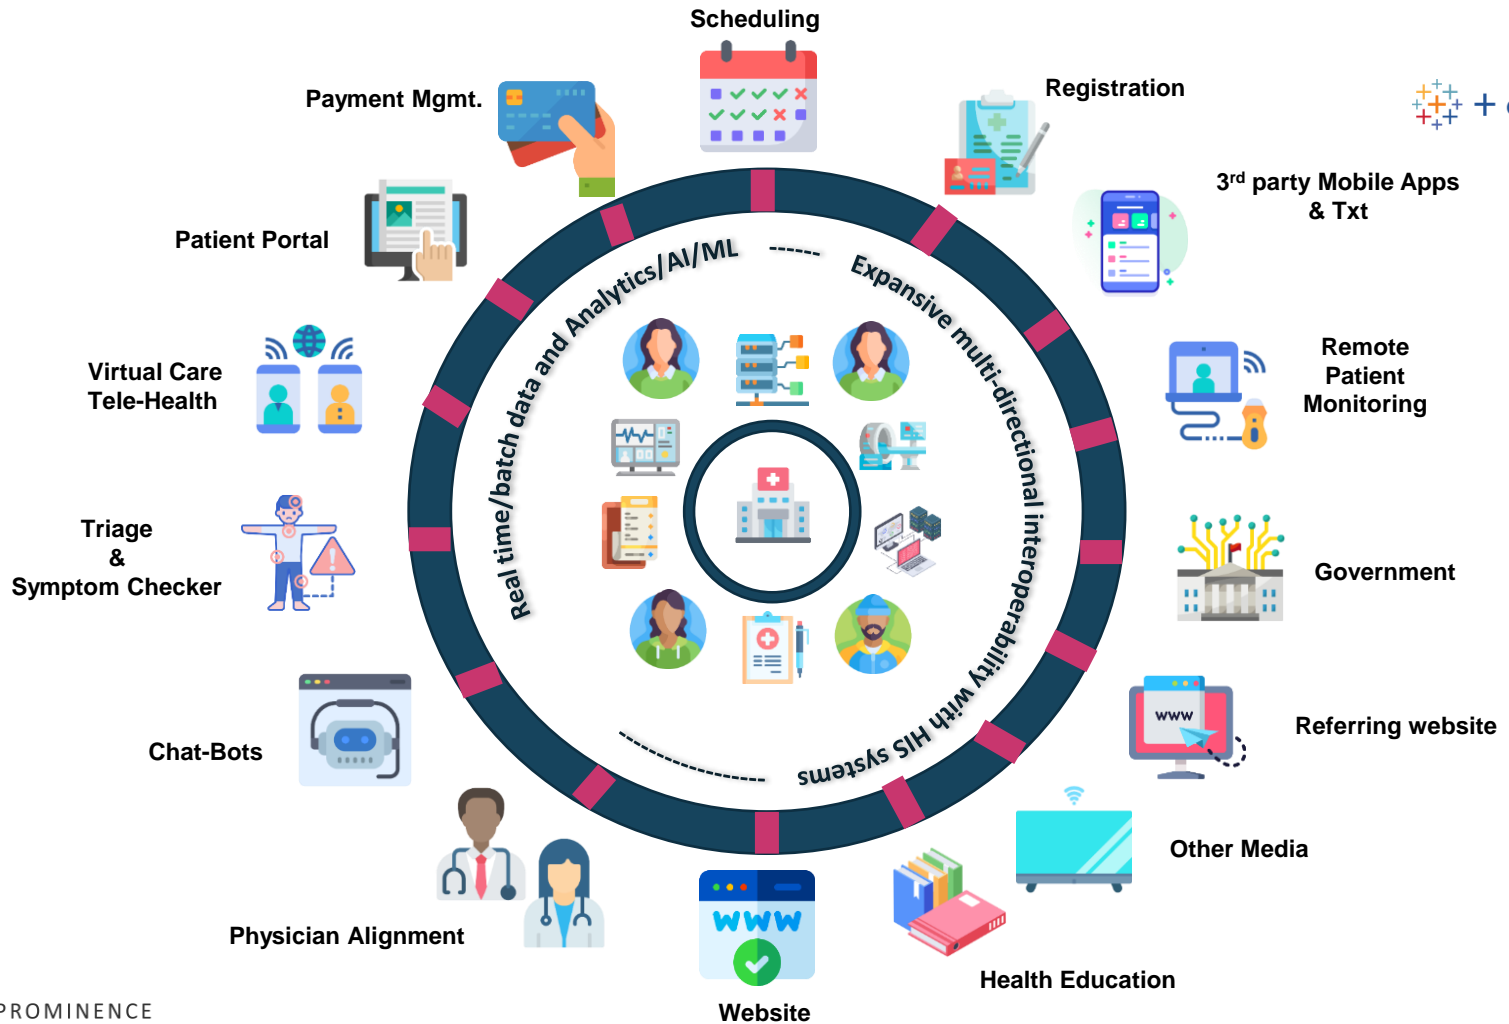 Scheduling
Payment Mgmt.
Registration
3rd party Mobile Apps
& Txt
Patient Portal
Real time/batch data and Analytics/AI/ML
Expansive multi-directional interoperability with HIS systems
Virtual Care
Tele-Health
Remote
Patient
Monitoring
Triage
&
Symptom Checker
Government
www
Referring website
Chat-Bots
Other Media
Physician Alignment
www
Health Education
Website
PROMINENCE